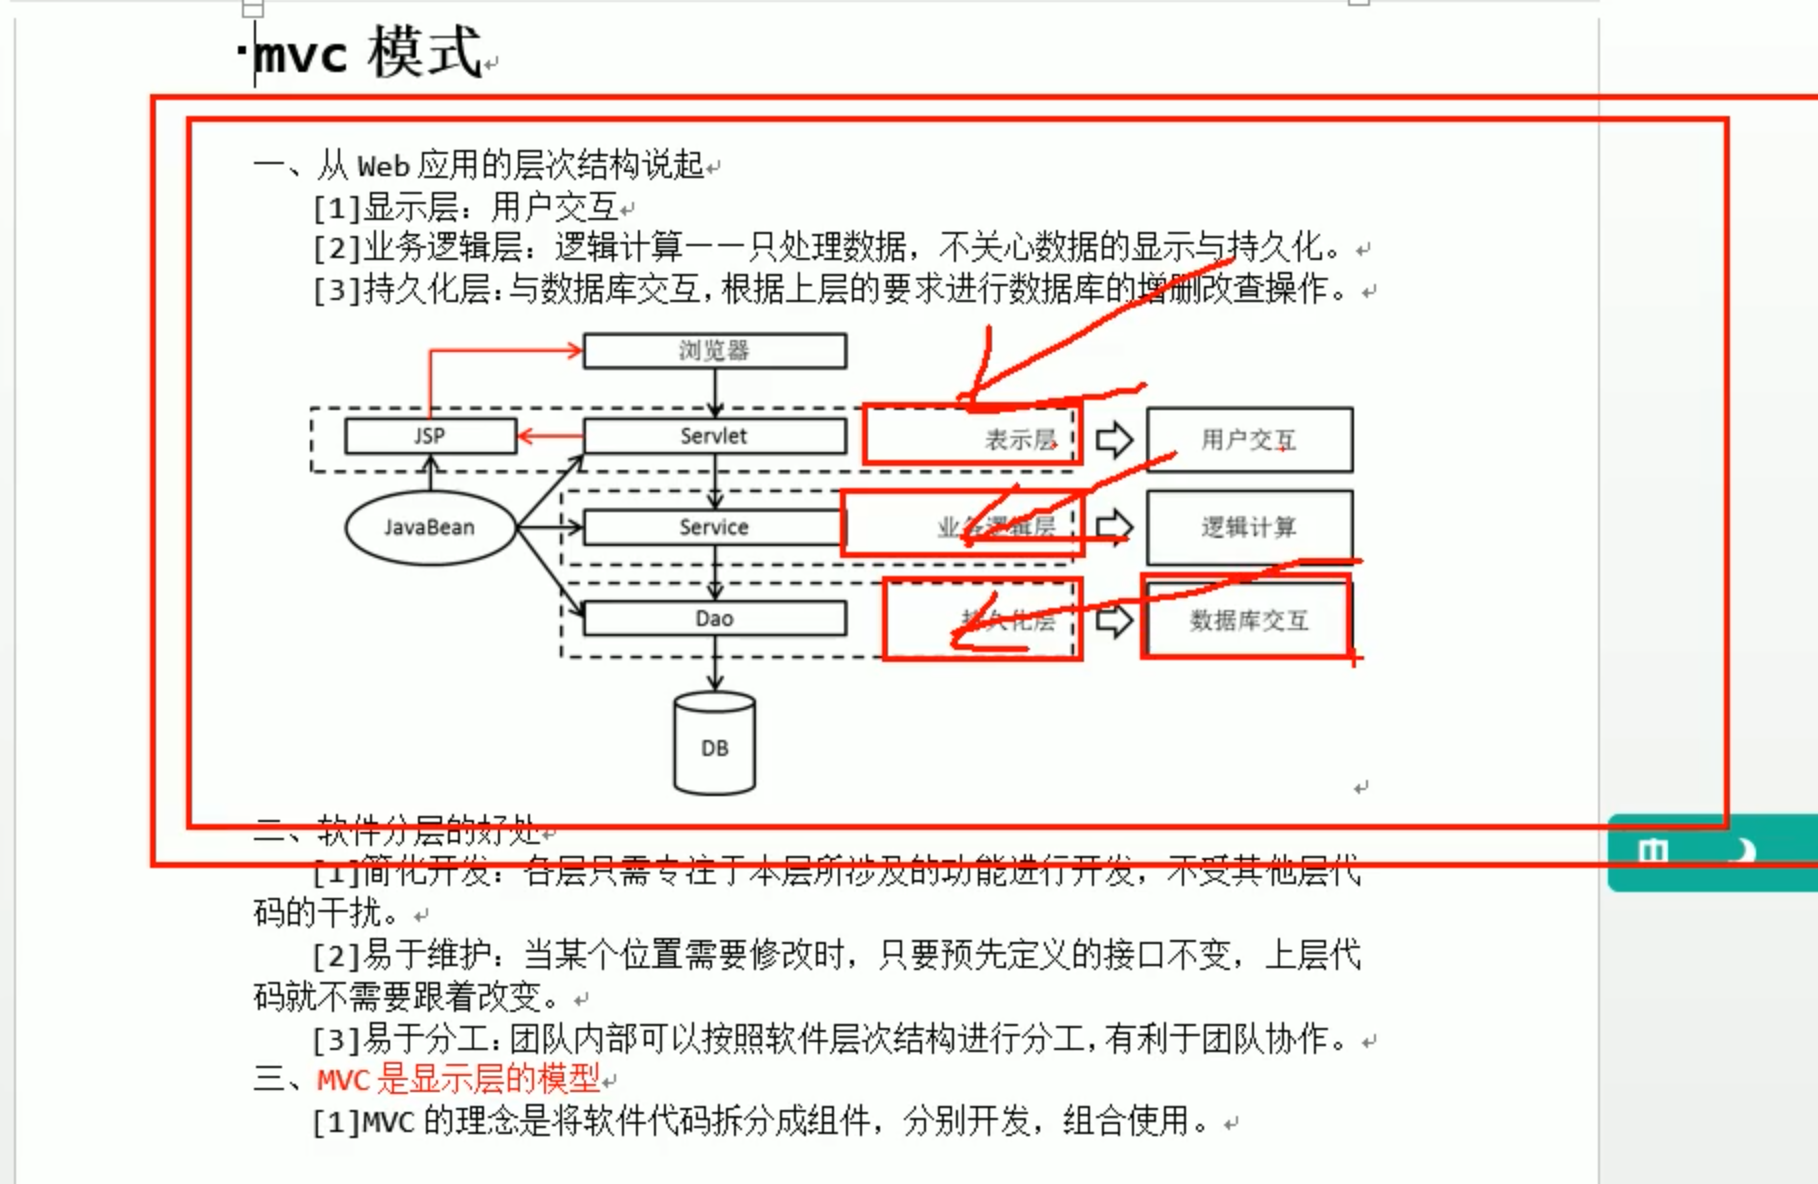 ·mvc 模式
一、从 Web 应用的层次结构说起
[1]显示层：用户交互
[2]业务逻辑层：逻辑计算——只处理数据，不关心数据的显示与持久化。
[3]持久化层：与数据库交互，根据上层的要求进行数据库的增删改查操作。
浏览器
JSP
Servlet
表示层
用户交互
JavaBean
Service
业务逻辑层
逻辑计算
Dao
持久化层
数据库交互
DB
二、软件分层的好处
中
[1]简化开发：各层只需专注于本层所涉及的功能进行开发，不受其他层代
码的干扰。
[2]易于维护：当某个位置需要修改时，只要预先定义的接口不变，上层代
码就不需要跟着改变。
[3]易于分工：团队内部可以按照软件层次结构进行分工，有利于团队协作。
三、MVC 是显示层的模型
[1]MVC 的理念是将软件代码拆分成组件，分别开发，组合使用。